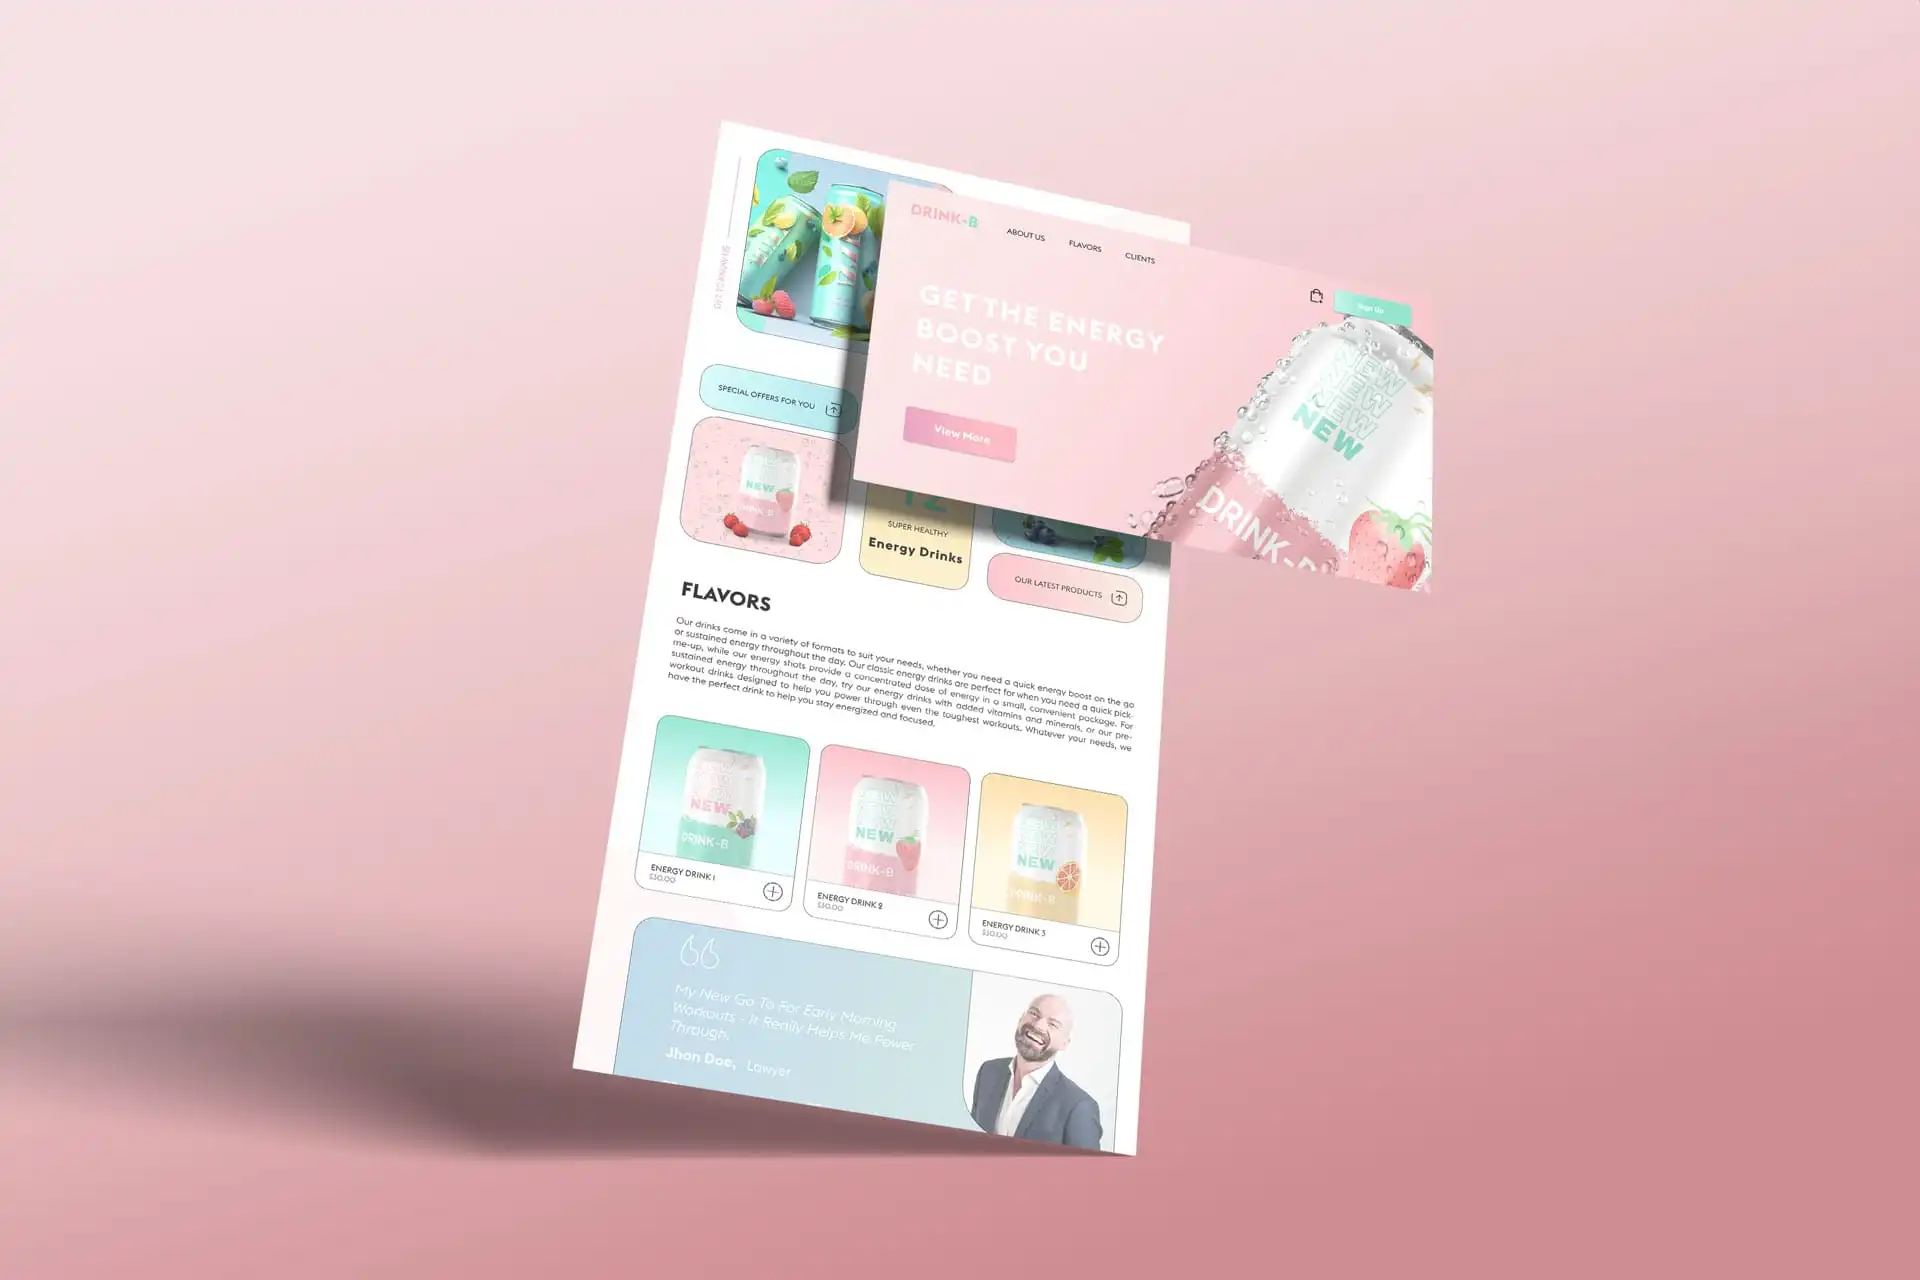 DRINK-B
ABOUT US
FLAVORS
CLIENTS
Sign Up
GET THE ENERGY
BOOST YOU
NEED
View More
NEW
NEW
NEW
NEW
DRINK-B
SPECIAL OFFERS FOR YOU
NEW
DRINK-B
12
SUPER HEALTHY
Energy Drinks
OUR LATEST PRODUCTS
FLAVORS
Our drinks come in a variety of formats to suit your needs, whether you need a quick energy boost on the go
or sustained energy throughout the day. Our classic energy drinks are perfect for when you need a quick pick-
me-up, while our energy shots provide a concentrated dose of energy in a small, convenient package. For
sustained energy throughout the day, try our energy drinks with added vitamins and minerals, or our pre-
workout drinks designed to help you power through even the toughest workouts. Whatever your needs, we
have the perfect drink to help you stay energized and focused.
NEW
DRINK-B
ENERGY DRINK 1
$30.00
NEW
DRINK-B
ENERGY DRINK 2
$30.00
NEW
DRINK-B
ENERGY DRINK 3
$30.00
My New Go To For Early Morning
Workouts - It Really Helps Me Power
Through.
Jhon Doe, Lawyer